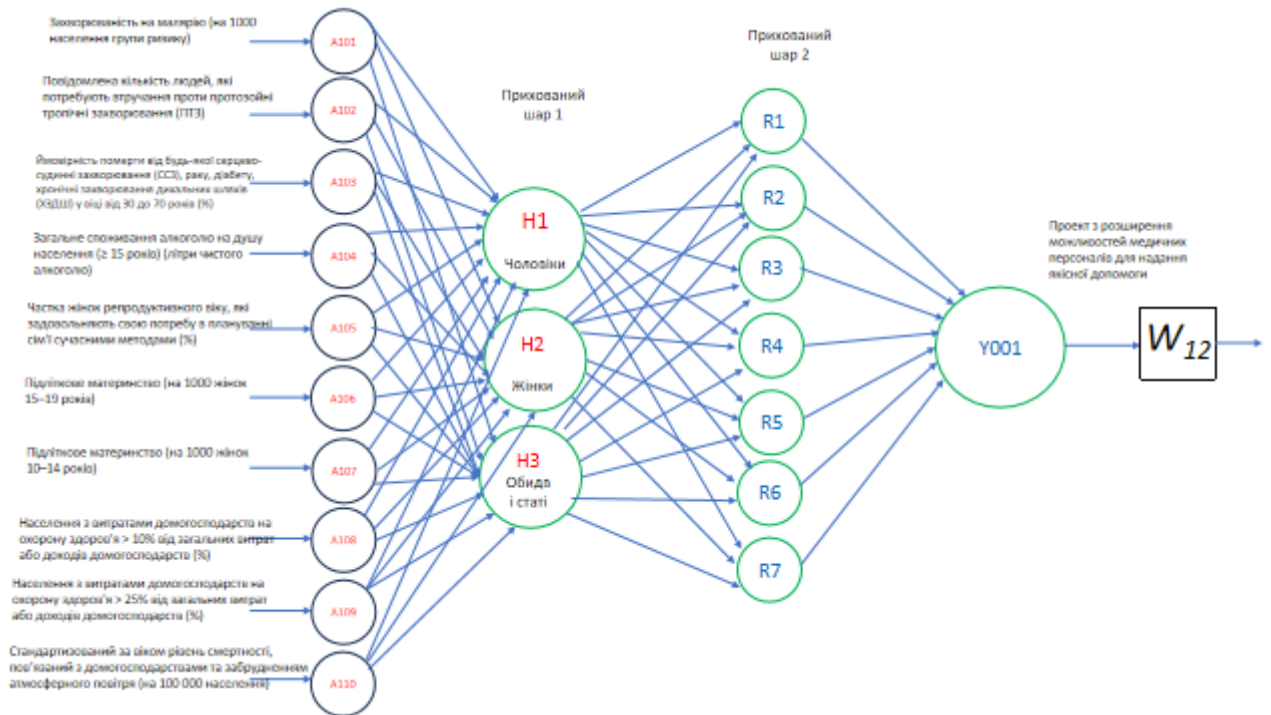 Захворюваність на малярію (на 1000
населення групи ризику)
A101
Повідомлена кількість людей, які
потребують втручання проти протозойні
тропічні захворювання (ПТЗ)
A102
Ймовірність померти від будь-якої серцево-
судинні захворювання (ССЗ), раку, діабету,
хронічні захворювання дихальних шляхів
(ХЗДШ) у віці від 30 до 70 років (%)
A103
Загальне споживання алкоголю на душу
населення (≥ 15 років) (літри чистого
алкоголю)
A104
Частка жінок репродуктивного віку, які
задовольняють свою потребу в плануванні
сім'ї сучасними методами (%)
A105
Підліткове материнство (на 1000 жінок
15–19 років)
A106
Підліткове материнство (на 1000 жінок
10–14 років)
A107
Населення з витратами домогосподарств на
охорону здоров'я > 10% від загальних витрат
або доходів домогосподарств (%)
A108
Населення з витратами домогосподарств на
охорону здоров'я > 25% від загальних витрат
або доходів домогосподарств (%)
A109
Стандартизований за віком рівень смертності,
пов'язаний з домогосподарствами та забрудненням
атмосферного повітря (на 100 000 населення)
A110
Прихований
шар 1
H1
Чоловіки
H2
Жінки
H3
Обидв
і статі
Прихований
шар 2
R1
R2
R3
R4
R5
R6
R7
Проект з розширення
можливостей медичних
персоналів для надання
якісної допомоги
Y001
W12